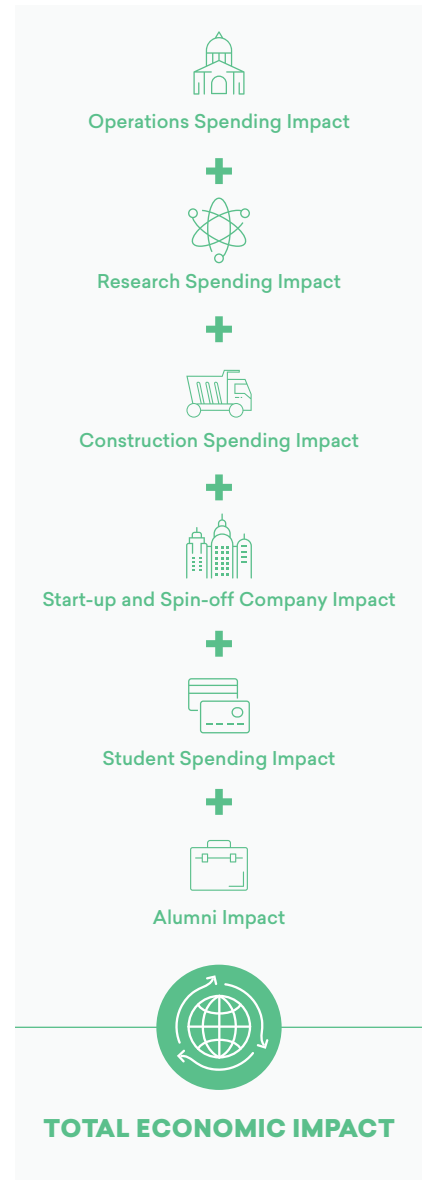 Operations Spending Impact
+
Research Spending Impact
+
Construction Spending Impact
+
Start-up and Spin-off Company Impact
+
Student Spending Impact
+
Alumni Impact
TOTAL ECONOMIC IMPACT